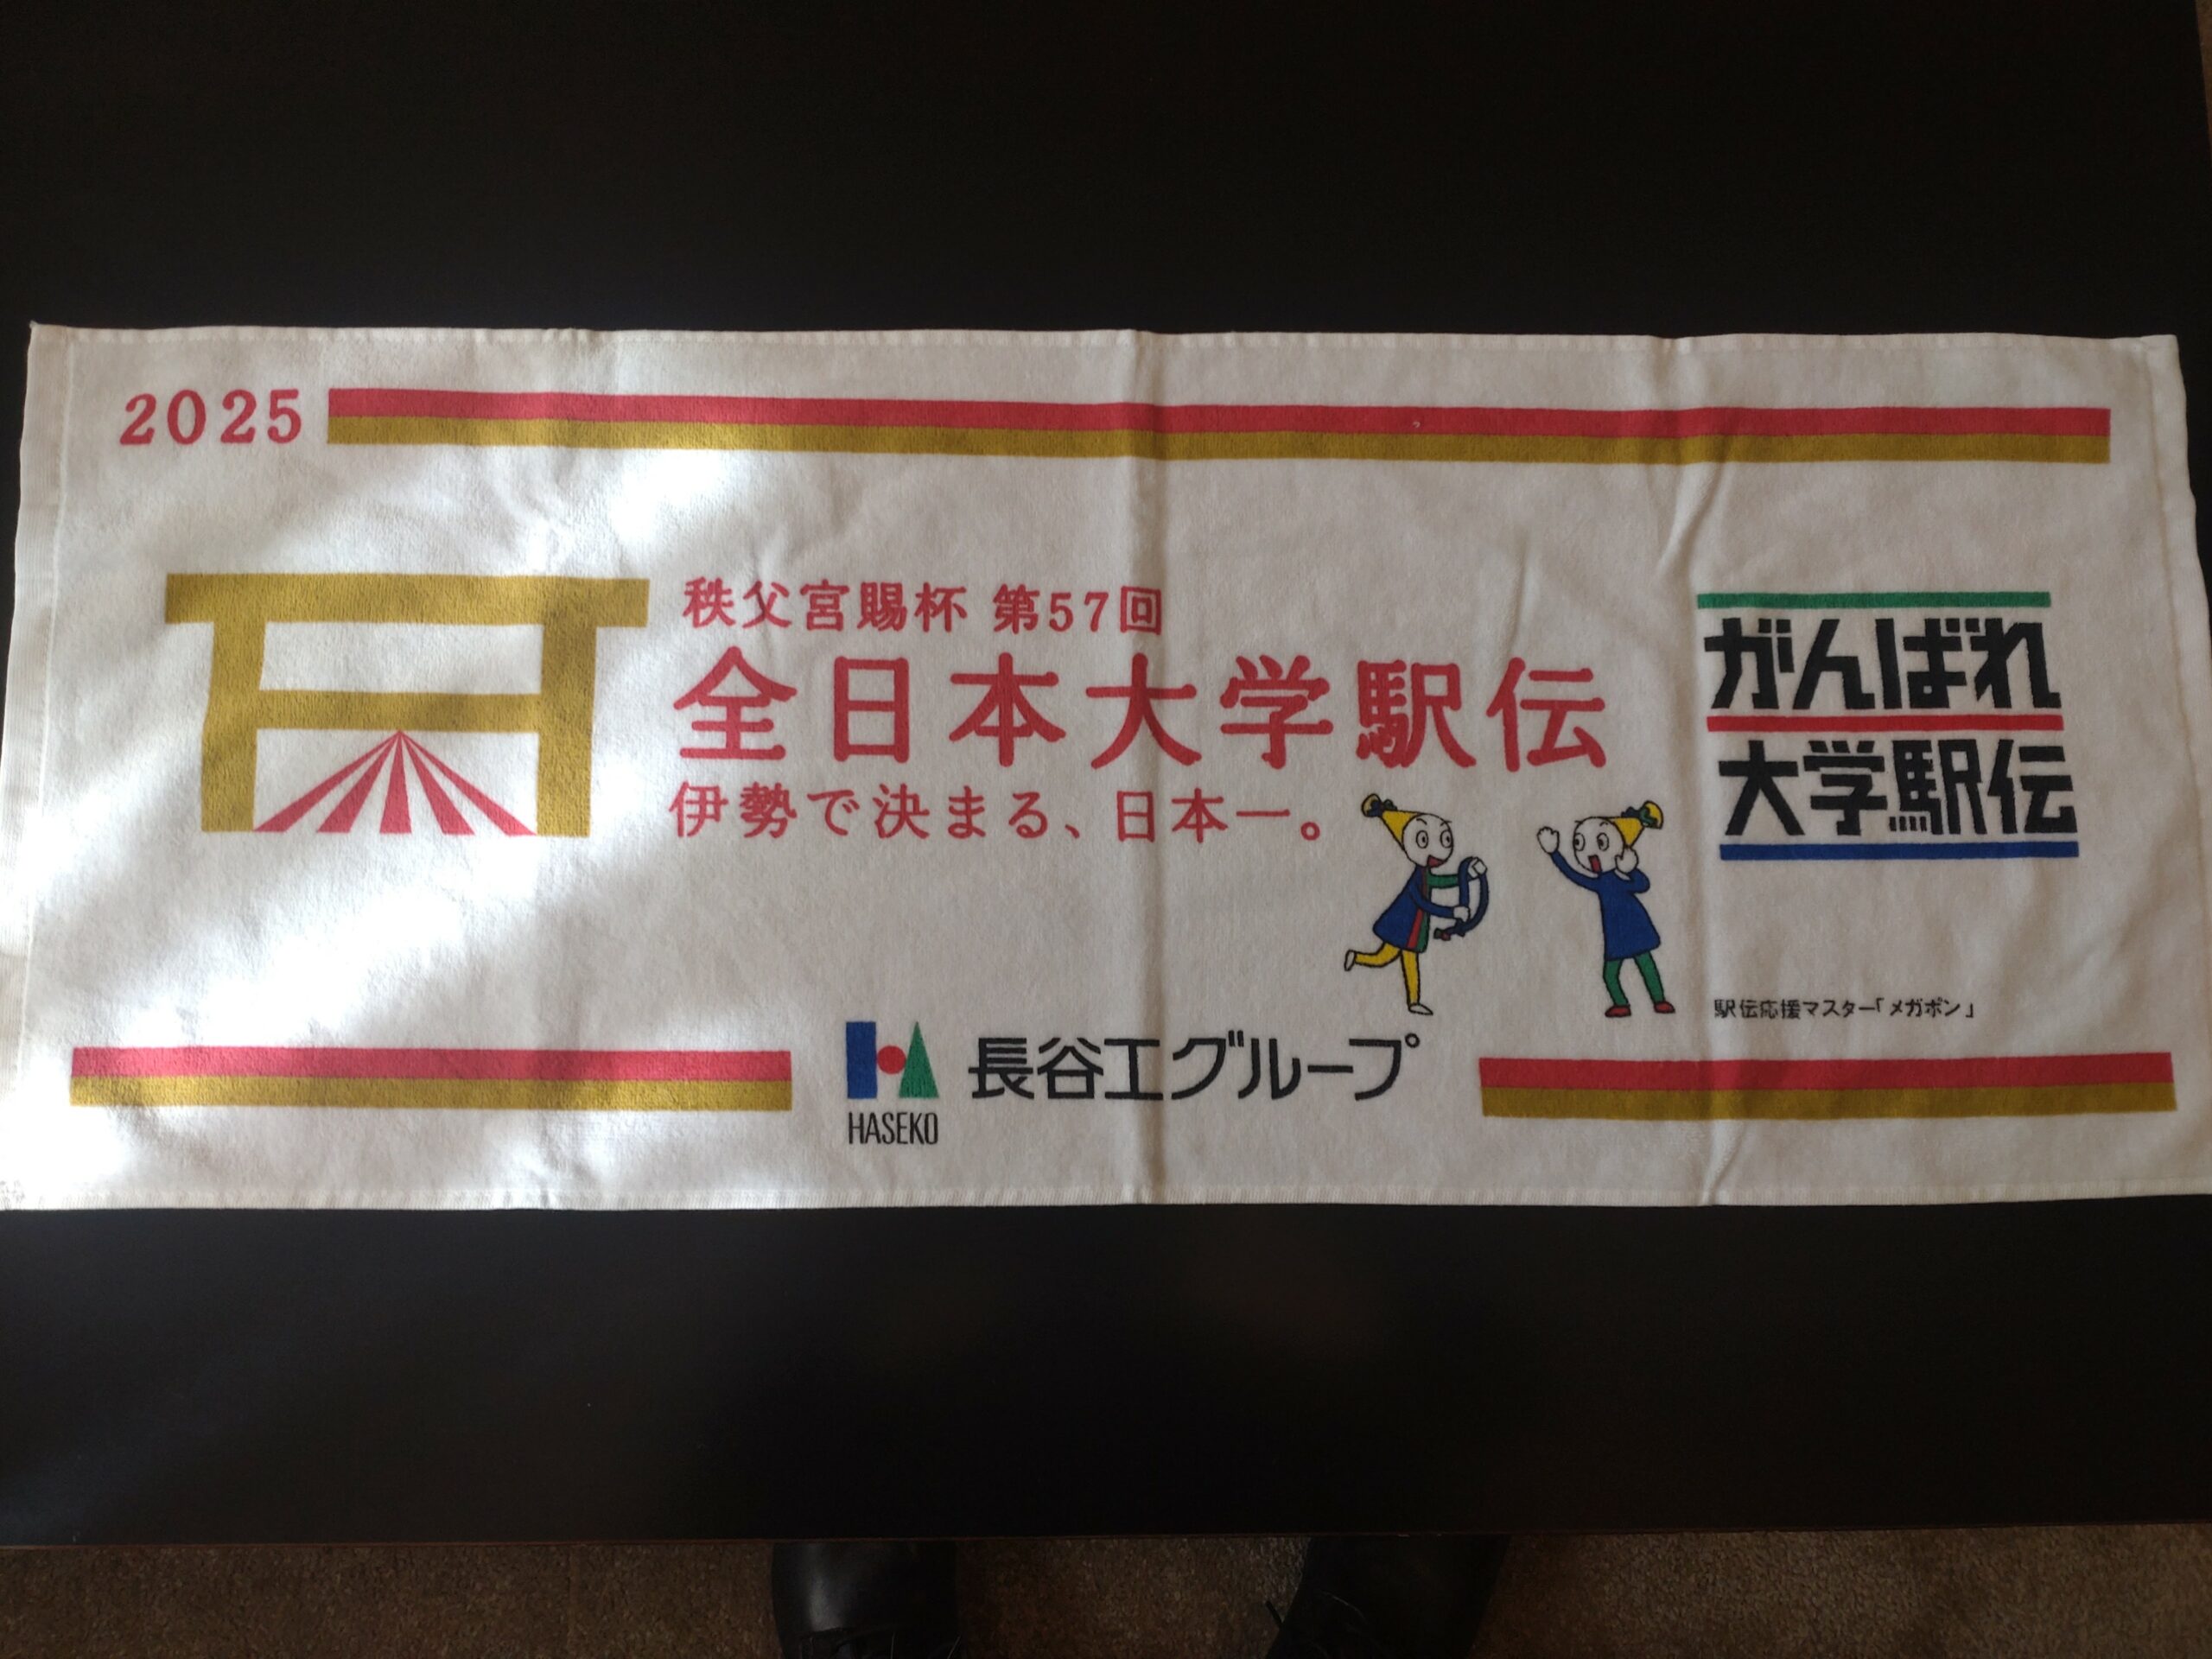 2025
秩父宮賜杯 第57回
全日本大学駅伝
伊勢で決まる、日本一。
がんばれ
大学駅伝
駅伝応援マスター「メガポン」
長谷工グループ
HASEKO